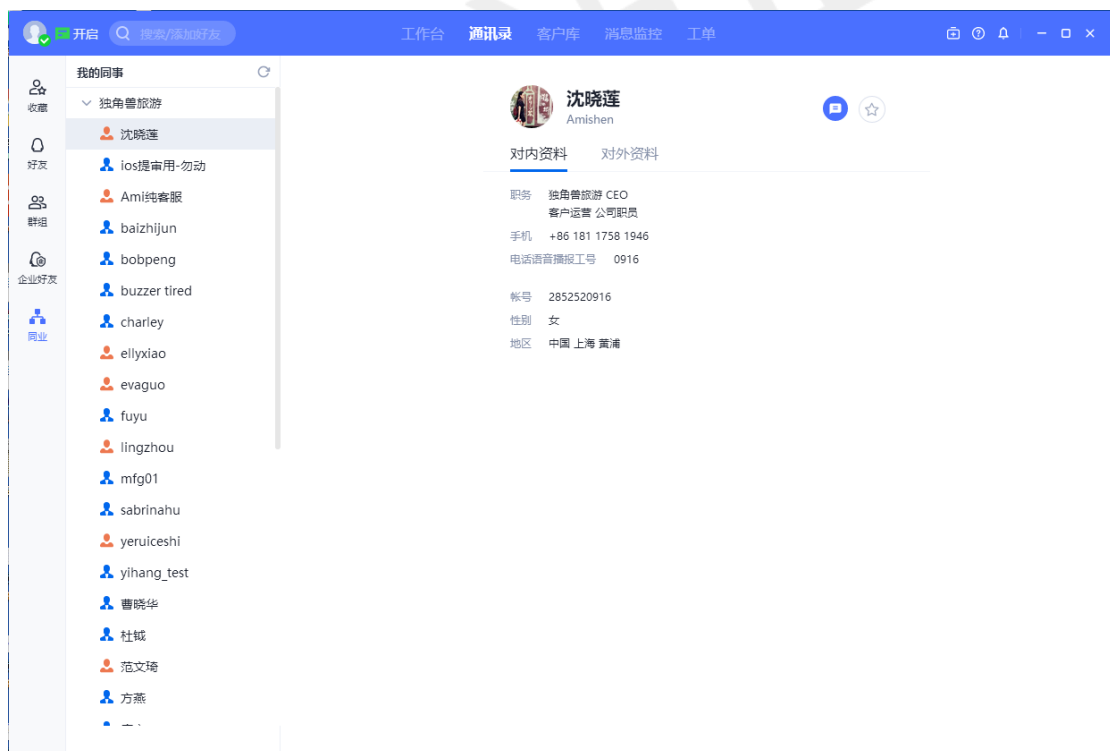 开启
搜索/添加好友
工作台 通讯录 客户库 消息监控 工单
收藏
好友
群组
企业好友
同业
我的同事
独角兽旅游
沈晓莲
ios提审用-勿动
Ami纯客服
baizhijun
bobpeng
buzzer tired
charley
ellyxiao
evaguo
fuyu
lingzhou
mfg01
sabrinahu
yeruiceshi
yihang_test
曹晓华
杜钺
范文琦
方燕
沈晓莲
Amishen
对内资料 对外资料
职务 独角兽旅游 CEO
客户运营 公司职员
手机 +86 181 1758 1946
电话语音播报工号 0916
帐号 2852520916
性别 女
地区 中国 上海 黄浦